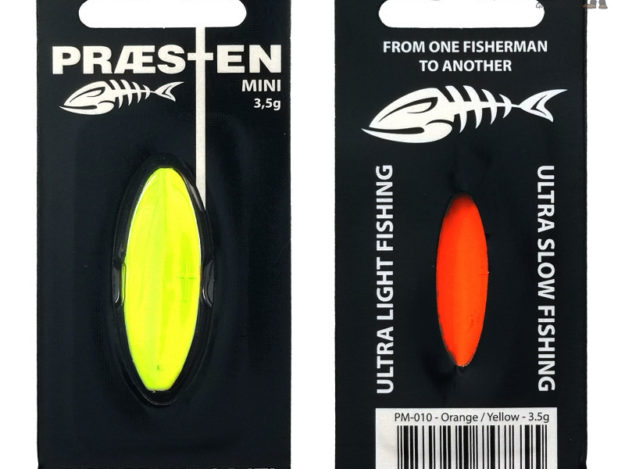 PRÆSTEN
MINI
3,5g
FROM ONE FISHERMAN
TO ANOTHER
ULTRA LIGHT FISHING
ULTRA SLOW FISHING
PM-010 - Orange / Yellow - 3.5g